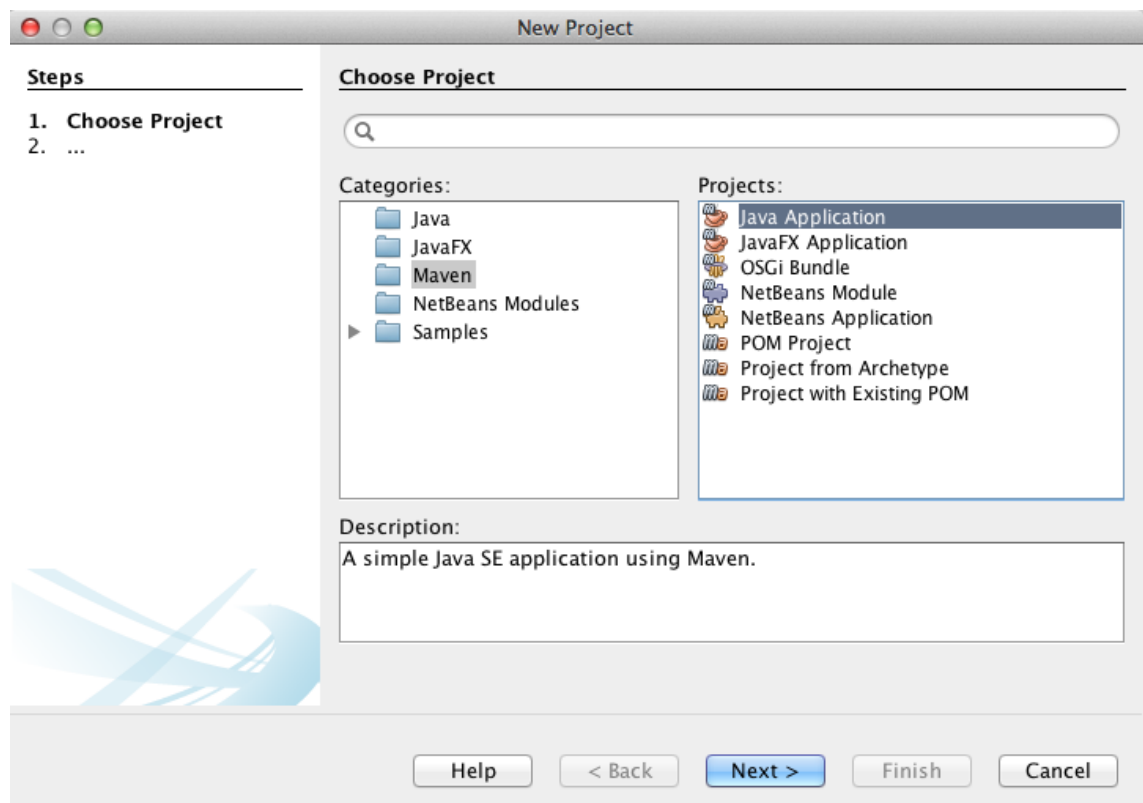 New Project
Steps
1. Choose Project
2. ...
Choose Project
Categories:
Java
JavaFX
Maven
NetBeans Modules
Samples
Projects:
Java Application
JavaFX Application
OSGi Bundle
NetBeans Module
NetBeans Application
POM Project
Project from Archetype
Project with Existing POM
Description:
A simple Java SE application using Maven.
Help
< Back
Next >
Finish
Cancel